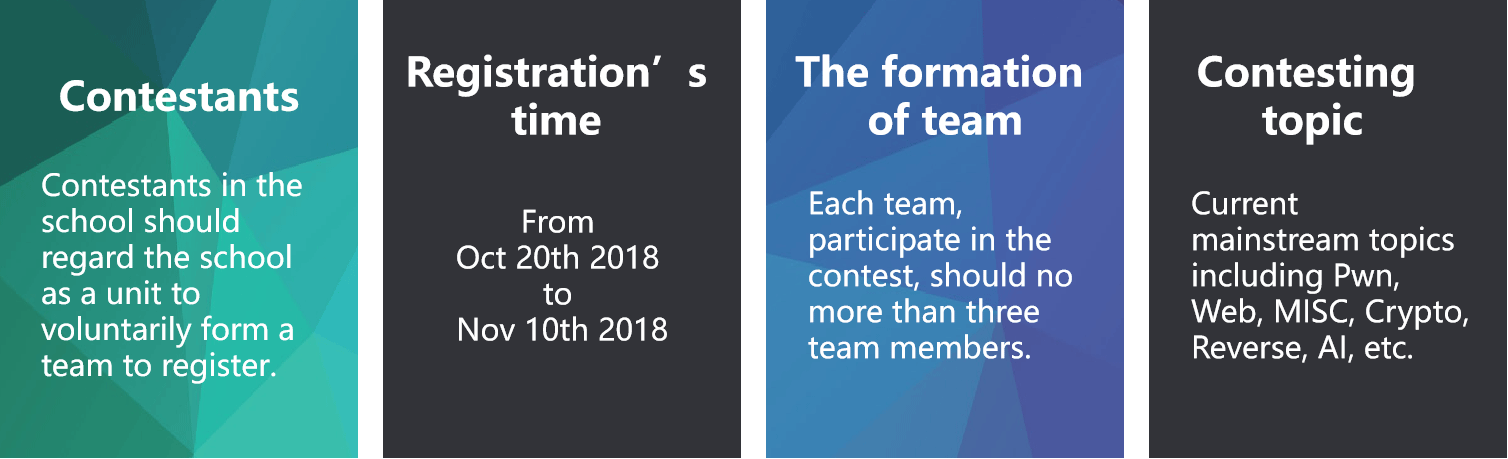 Contestants
Contestants in the
school should
regard the school
as a unit to
voluntarily form a
team to register.
Registration’s
time
From
Oct 20th 2018
to
Nov 10th 2018
The formation
of team
Each team,
participate in the
contest, should no
more than three
team members.
Contesting
topic
Current
mainstream topics
including Pwn,
Web, MISC, Crypto,
Reverse, AI, etc.